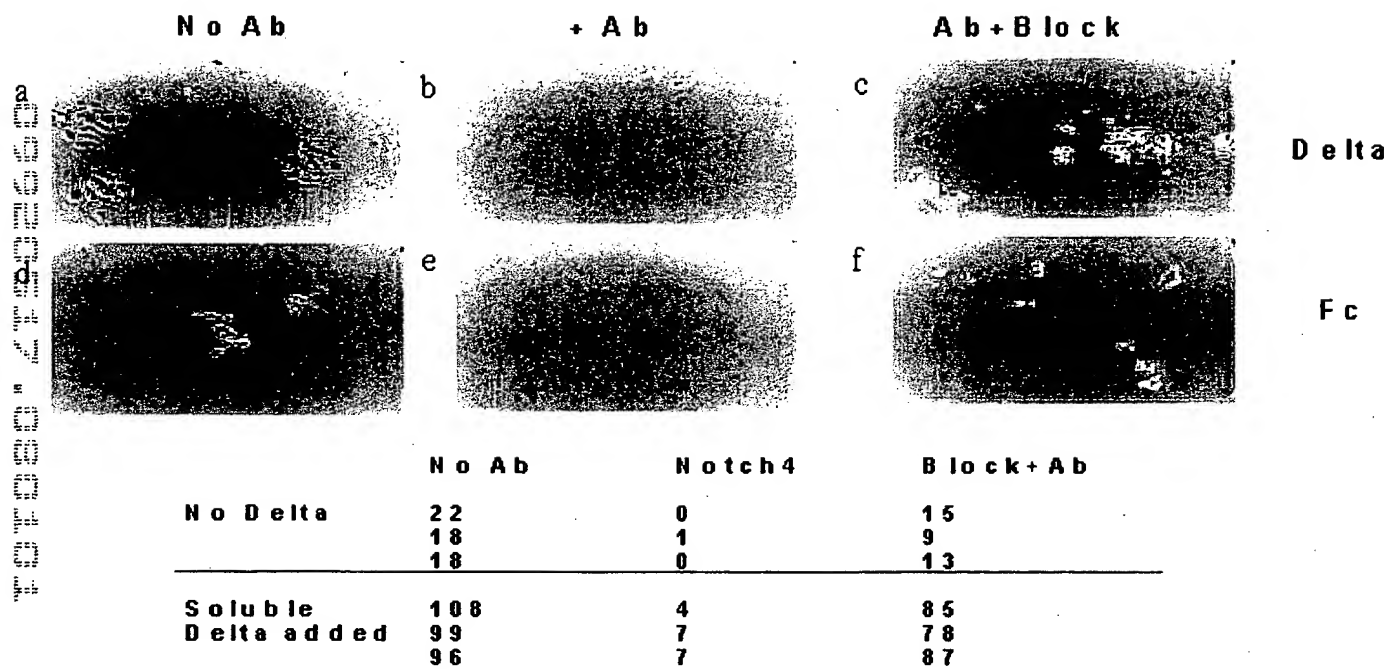 No Ab + Ab Ab+Block
a b c
Delta
d e f
Fc
No Ab Notch4 Block+Ab
No Delta 22 0 15
18 1 9
18 0 13
Soluble 108 4 85
Delta added 99 7 78
96 7 87